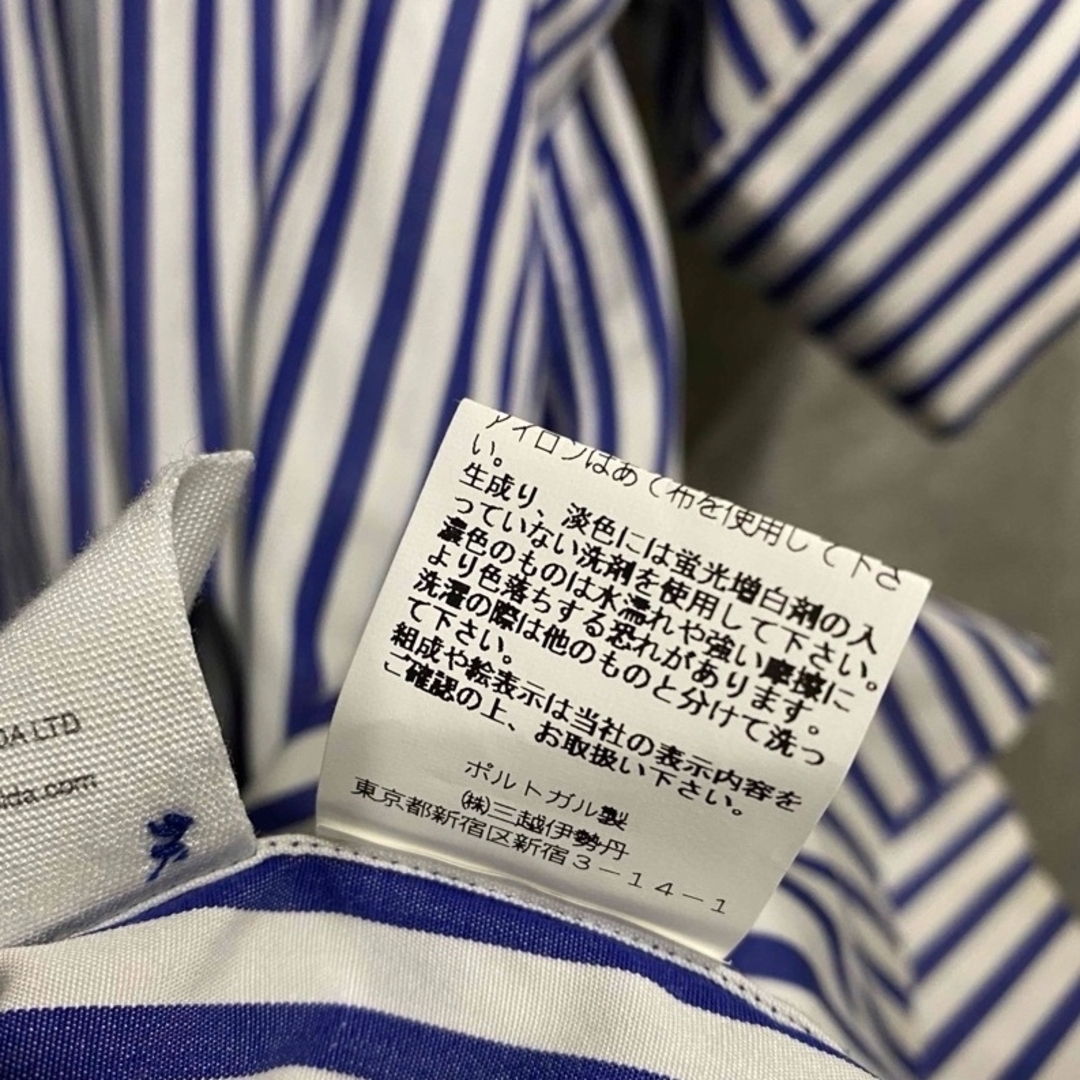 DA LTD
ida.com
アイロンはあて布を使用して下さ
い。
生成り、淡色には蛍光増白剤の入
っていない洗剤を使用して下さい。
濃色のものは水濡れや強い摩擦に
より色落ちする恐れがあります。
洗濯の際は他のものと分けて洗っ
て下さい。
組成や絵表示は当社の表示内容を
ご確認の上、お取扱い下さい。
ポルトガル製
㈱三越伊勢丹
東京都新宿区新宿3-14-1